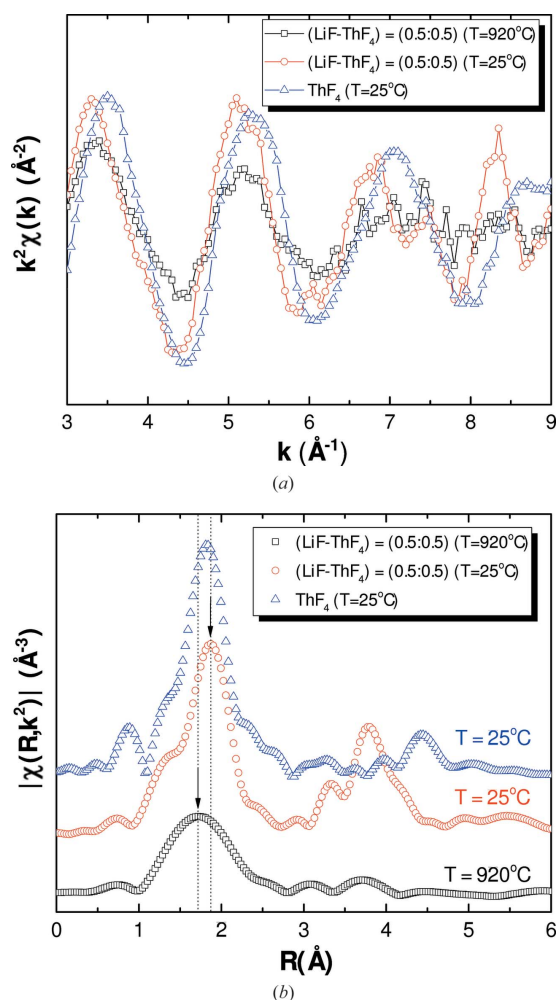 (LiF-ThF₄) = (0.5:0.5) (T=920°C)
(LiF-ThF₄) = (0.5:0.5) (T=25°C)
ThF₄ (T=25°C)
k²χ(k) (Å⁻²)
3 4 5 6 7 8 9
k (Å⁻¹)
(a)
(LiF-ThF₄) = (0.5:0.5) (T=920°C)
(LiF-ThF₄) = (0.5:0.5) (T=25°C)
ThF₄ (T=25°C)
|χ(R,k²)| (Å⁻³)
T = 25°C
T = 25°C
T = 920°C
0 1 2 3 4 5 6
R(Å)
(b)